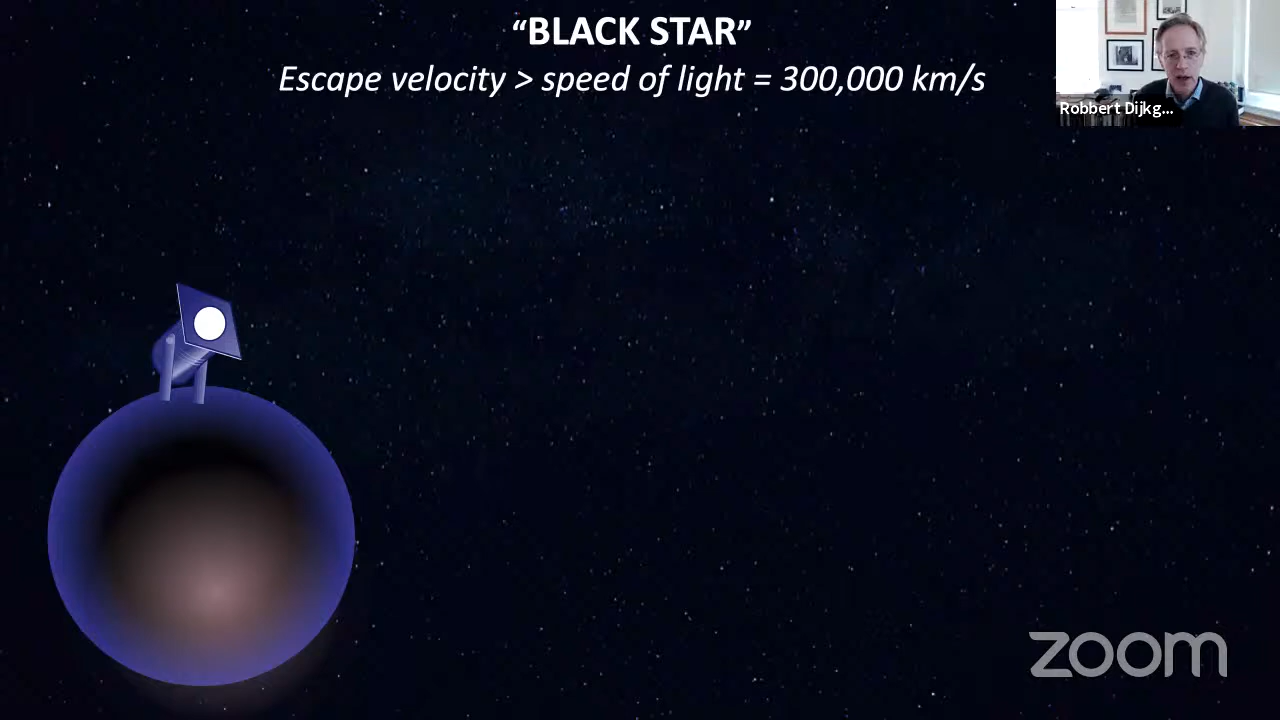 “BLACK STAR”
Escape velocity > speed of light = 300,000 km/s
Robbert Dijkg...
zoom